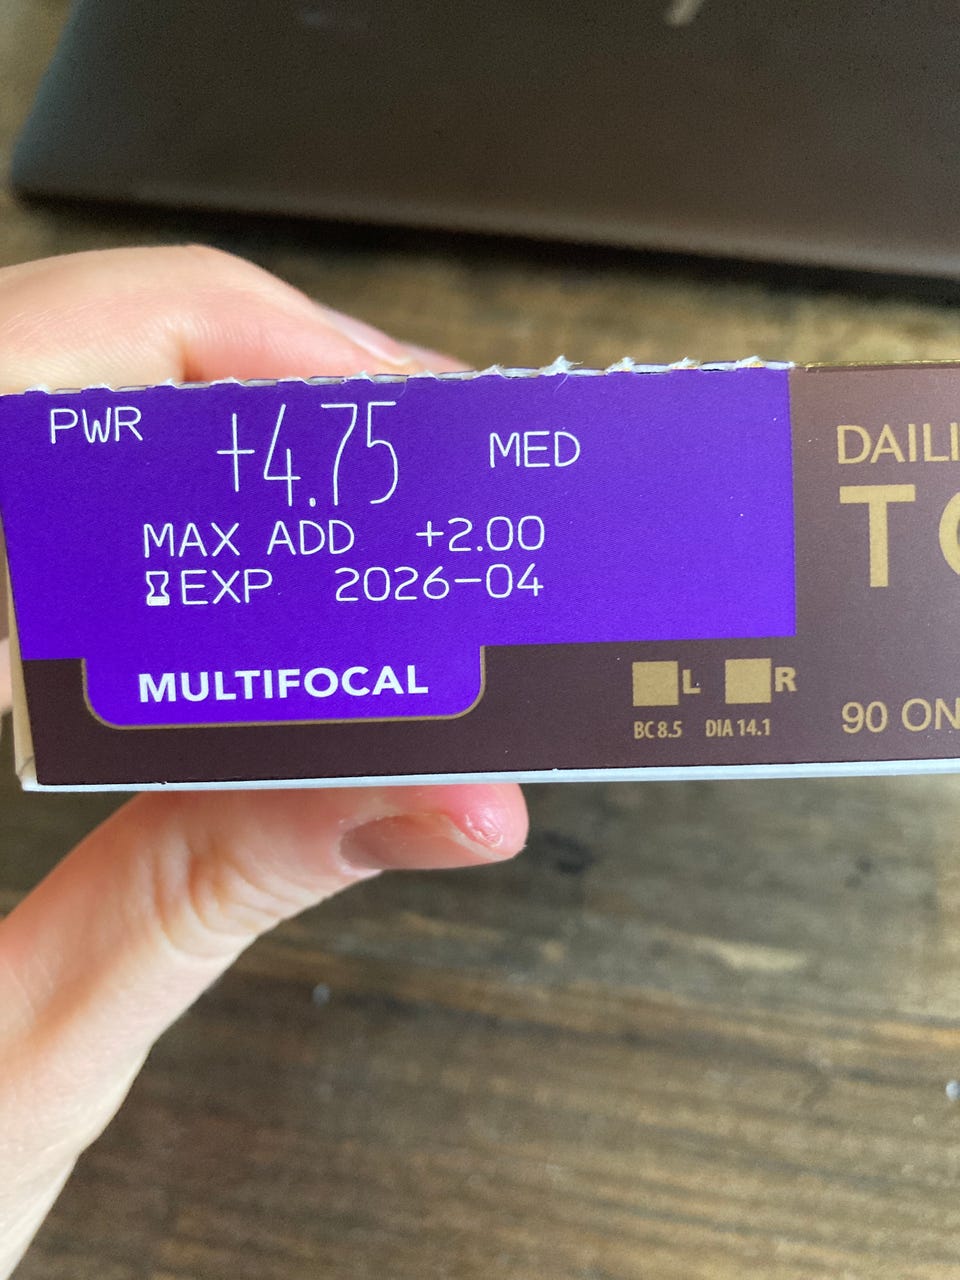 PWR +4.75 MED
MAX ADD +2.00
EXP 2026-04
MULTIFOCAL
L R
BC 8.5 DIA 14.1
DAILI
TO
90 ON